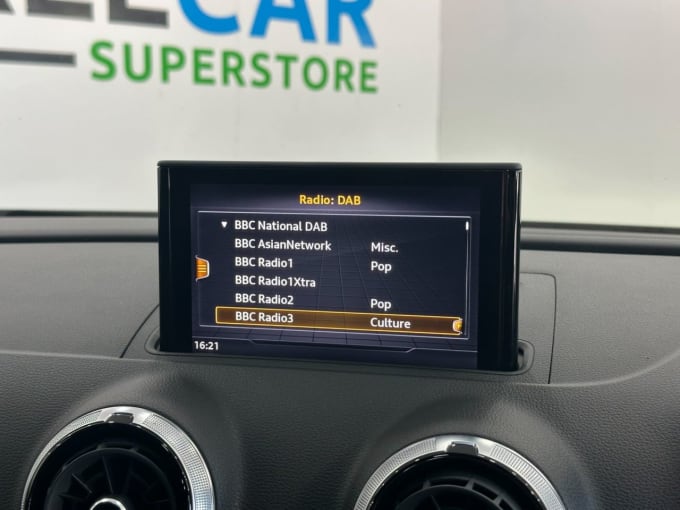 CAR
SUPERSTORE
Radio: DAB
BBC National DAB
BBC AsianNetwork Misc.
BBC Radio1 Pop
BBC Radio1Xtra
BBC Radio2 Pop
BBC Radio3 Culture
16:21